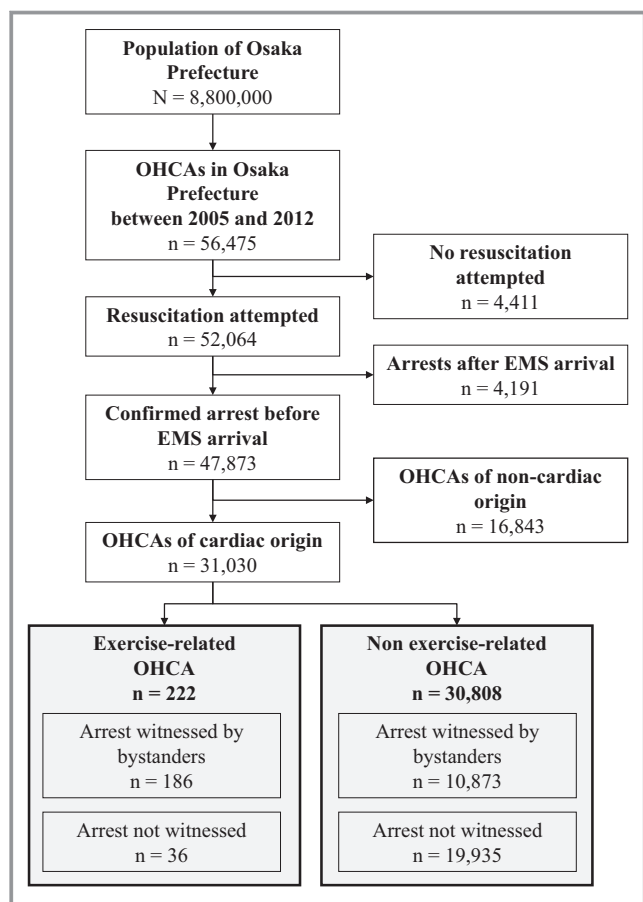 Population of Osaka
Prefecture
N = 8,800,000
OHCAs in Osaka
Prefecture
between 2005 and 2012
n = 56,475
No resuscitation
attempted
n = 4,411
Resuscitation attempted
n = 52,064
Arrests after EMS arrival
n = 4,191
Confirmed arrest before
EMS arrival
n = 47,873
OHCAs of non-cardiac
origin
n = 16,843
OHCAs of cardiac origin
n = 31,030
Exercise-related
OHCA
n = 222
Arrest witnessed by
bystanders
n = 186
Arrest not witnessed
n = 36
Non exercise-related
OHCA
n = 30,808
Arrest witnessed by
bystanders
n = 10,873
Arrest not witnessed
n = 19,935